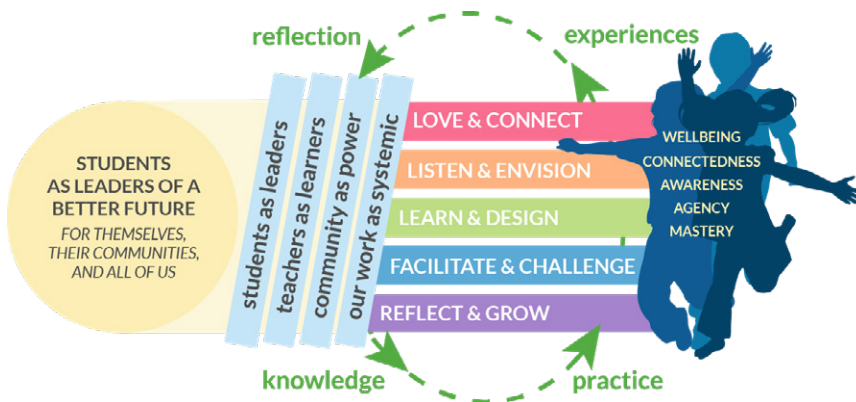 reflection
experiences
STUDENTS
AS LEADERS OF A
BETTER FUTURE
FOR THEMSELVES,
THEIR COMMUNITIES,
AND ALL OF US
students as leaders
teachers as learners
community as power
our work as systemic
LOVE & CONNECT
LISTEN & ENVISION
LEARN & DESIGN
FACILITATE & CHALLENGE
REFLECT & GROW
WELLBEING
CONNECTEDNESS
AWARENESS
AGENCY
MASTERY
knowledge
practice